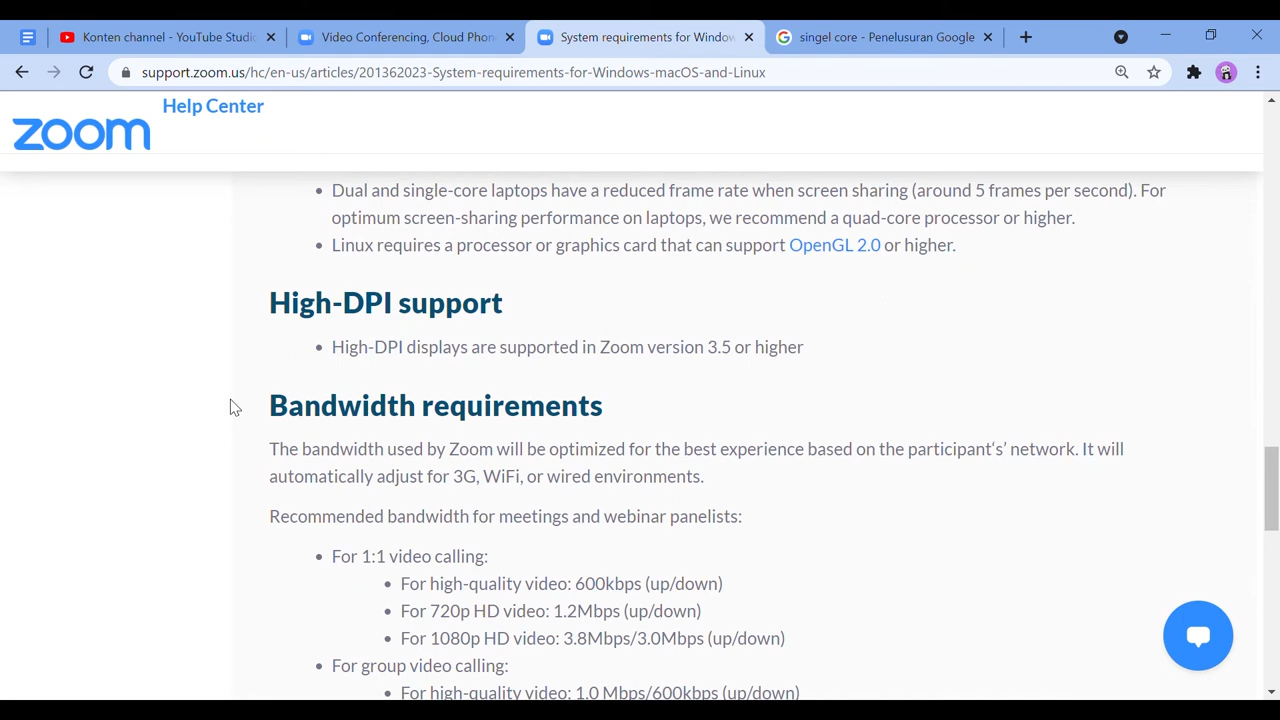 Konten channel - YouTube Studio
Video Conferencing, Cloud Phon
System requirements for Window
singel core - Penelusuran Google
support.zoom.us/hc/en-us/articles/201362023-System-requirements-for-Windows-macOS-and-Linux
Help Center
zoom
Dual and single-core laptops have a reduced frame rate when screen sharing (around 5 frames per second). For
optimum screen-sharing performance on laptops, we recommend a quad-core processor or higher.
Linux requires a processor or graphics card that can support OpenGL 2.0 or higher.
High-DPI support
High-DPI displays are supported in Zoom version 3.5 or higher
Bandwidth requirements
The bandwidth used by Zoom will be optimized for the best experience based on the participant‘s’ network. It will
automatically adjust for 3G, WiFi, or wired environments.
Recommended bandwidth for meetings and webinar panelists:
For 1:1 video calling:
For high-quality video: 600kbps (up/down)
For 720p HD video: 1.2Mbps (up/down)
For 1080p HD video: 3.8Mbps/3.0Mbps (up/down)
For group video calling:
For high-quality video: 1.0 Mbps/600kbps (up/down)